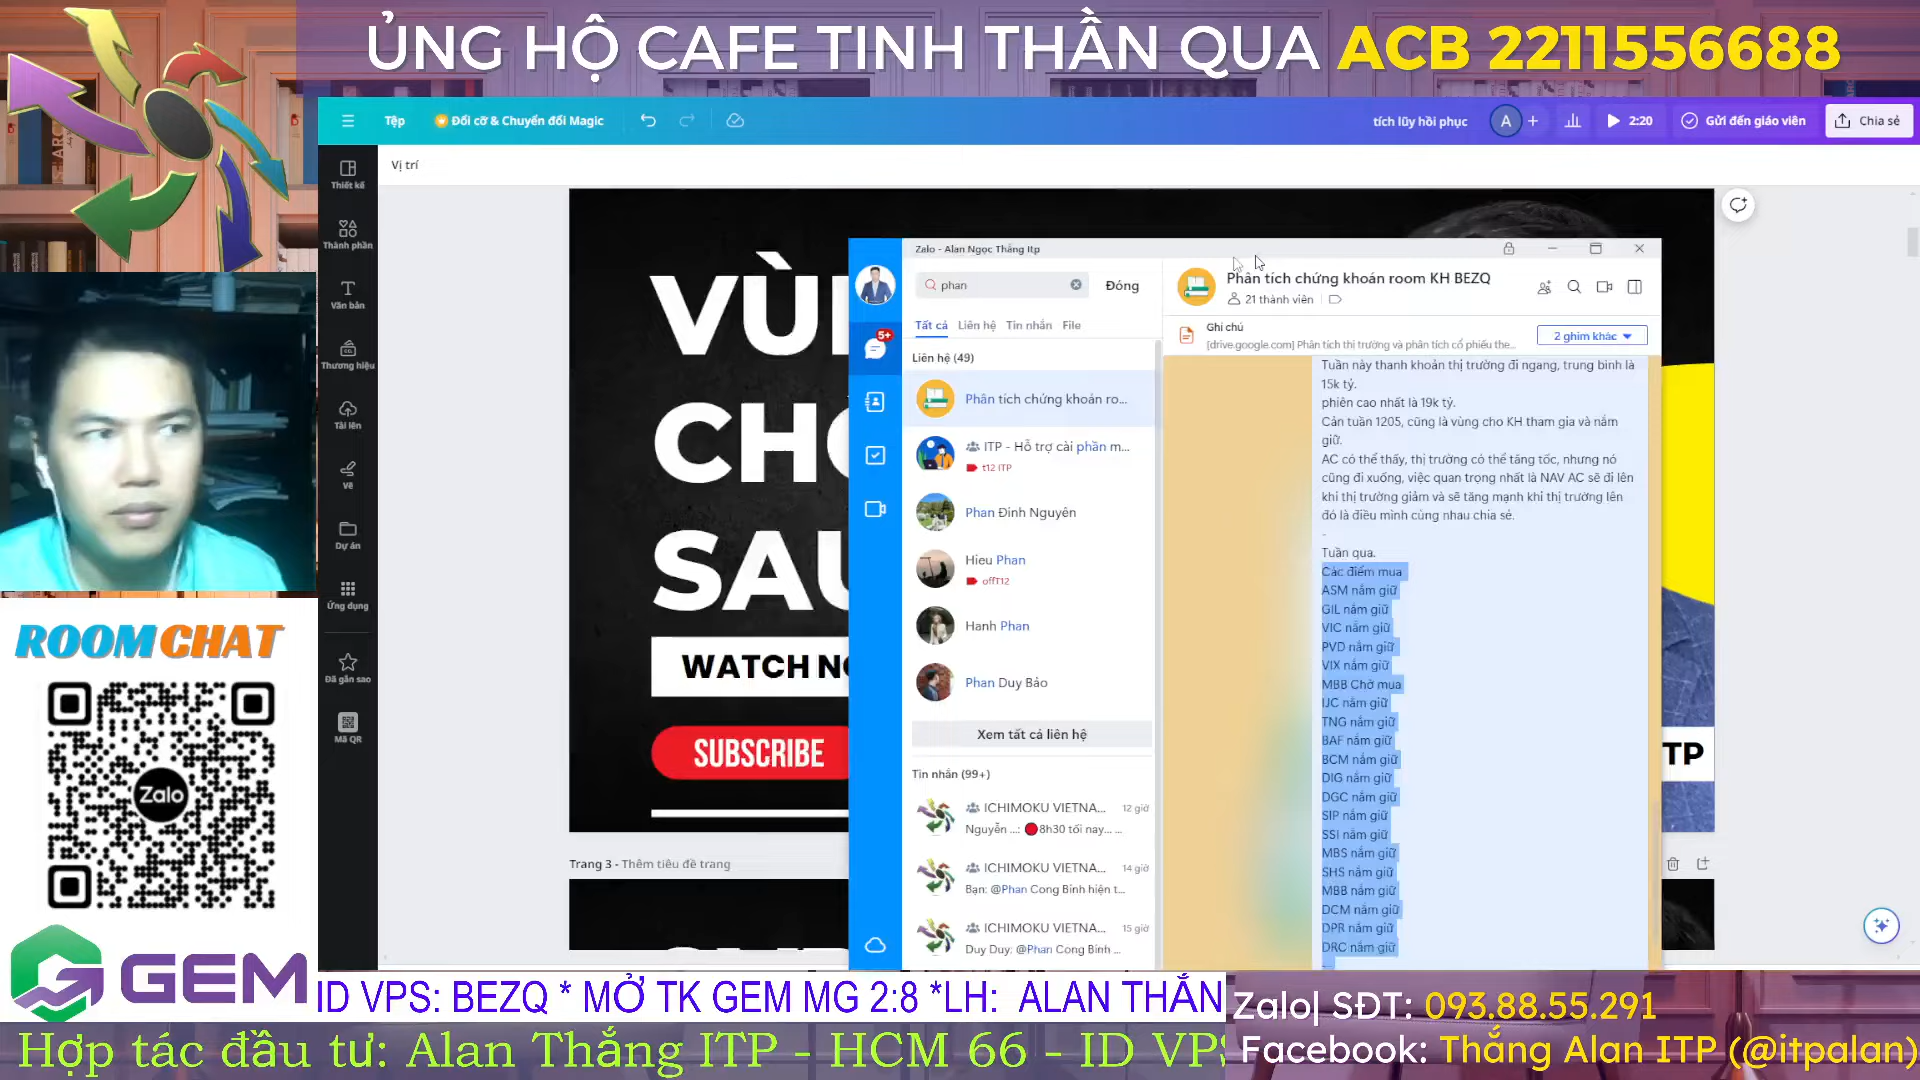 ỦNG HỘ CAFE TINH THẦN QUA ACB 2211556688
Tệp
Đổi cỡ & Chuyển đổi Magic
tích lũy hồi phục
A
2:20
Gửi đến giáo viên
Chia sẻ
Thiết kế
Thành phần
Văn bản
Thương hiệu
Tải lên
Vẽ
Dự án
Ứng dụng
Đã gắn sao
Mã QR
Vị trí
CHỜ
SAU
SUBSCRIBE
Trang 3 - Thêm tiêu đề trang
Zalo - Alan Ngọc Thắng Itp
phan
Đóng
Tất cả
Liên hệ
Tin nhắn
File
5+
Liên hệ (49)
Phân tích chứng khoán ro...
ITP - Hỗ trợ cài phần m...
t12 ITP
Phan Đình Nguyên
Hieu Phan
offT12
Hanh Phan
Phan Duy Bảo
Xem tất cả liên hệ
Tin nhắn (99+)
ICHIMOKU VIETNA...
12 giờ
Nguyễn ...: 8h30 tối nay... ...
ICHIMOKU VIETNA...
14 giờ
Bạn: @Phan Cong Bính hiện t...
ICHIMOKU VIETNA...
15 giờ
Duy Duy: @Phan Cong Bính ...
Phân tích chứng khoán room KH BEZQ
21 thành viên
Ghi chú
[drive.google.com] Phân tích thị trường và phân tích cổ phiếu the...
2 ghim khác
Tuần này thanh khoản thị trường đi ngang, trung bình là
15k tỷ.
phiên cao nhất là 19k tỷ.
Cản tuần 1205, cũng là vùng cho KH tham gia và nắm
giữ.
AC có thể thấy, thị trường có thể tăng tốc, nhưng nó
cũng đi xuống, việc quan trọng nhất là NAV AC sẽ đi lên
khi thị trường giảm và sẽ tăng mạnh khi thị trường lên
đó là điều mình cùng nhau chia sẻ.
-
Tuần qua.
Các điểm mua
ASM nắm giữ
GIL nắm giữ
VIC nắm giữ
PVD nắm giữ
VIX nắm giữ
MBB Chờ mua
IJC nắm giữ
TNG nắm giữ
BAF nắm giữ
BCM nắm giữ
DIG nắm giữ
DGC nắm giữ
SIP nắm giữ
SSI nắm giữ
MBS nắm giữ
SHS nắm giữ
MBB nắm giữ
DCM nắm giữ
DPR nắm giữ
DRC nắm giữ
ITP
ROOM CHAT
Zalo
GEM
ID VPS: BEZQ * MỞ TK GEM MG 2:8 *LH: ALAN THẮN
Hợp tác đầu tư: Alan Thắng ITP - HCM 66 - ID VPS
Zalo| SĐT: 093.88.55.291
Facebook: Thắng Alan ITP (@itpalan)